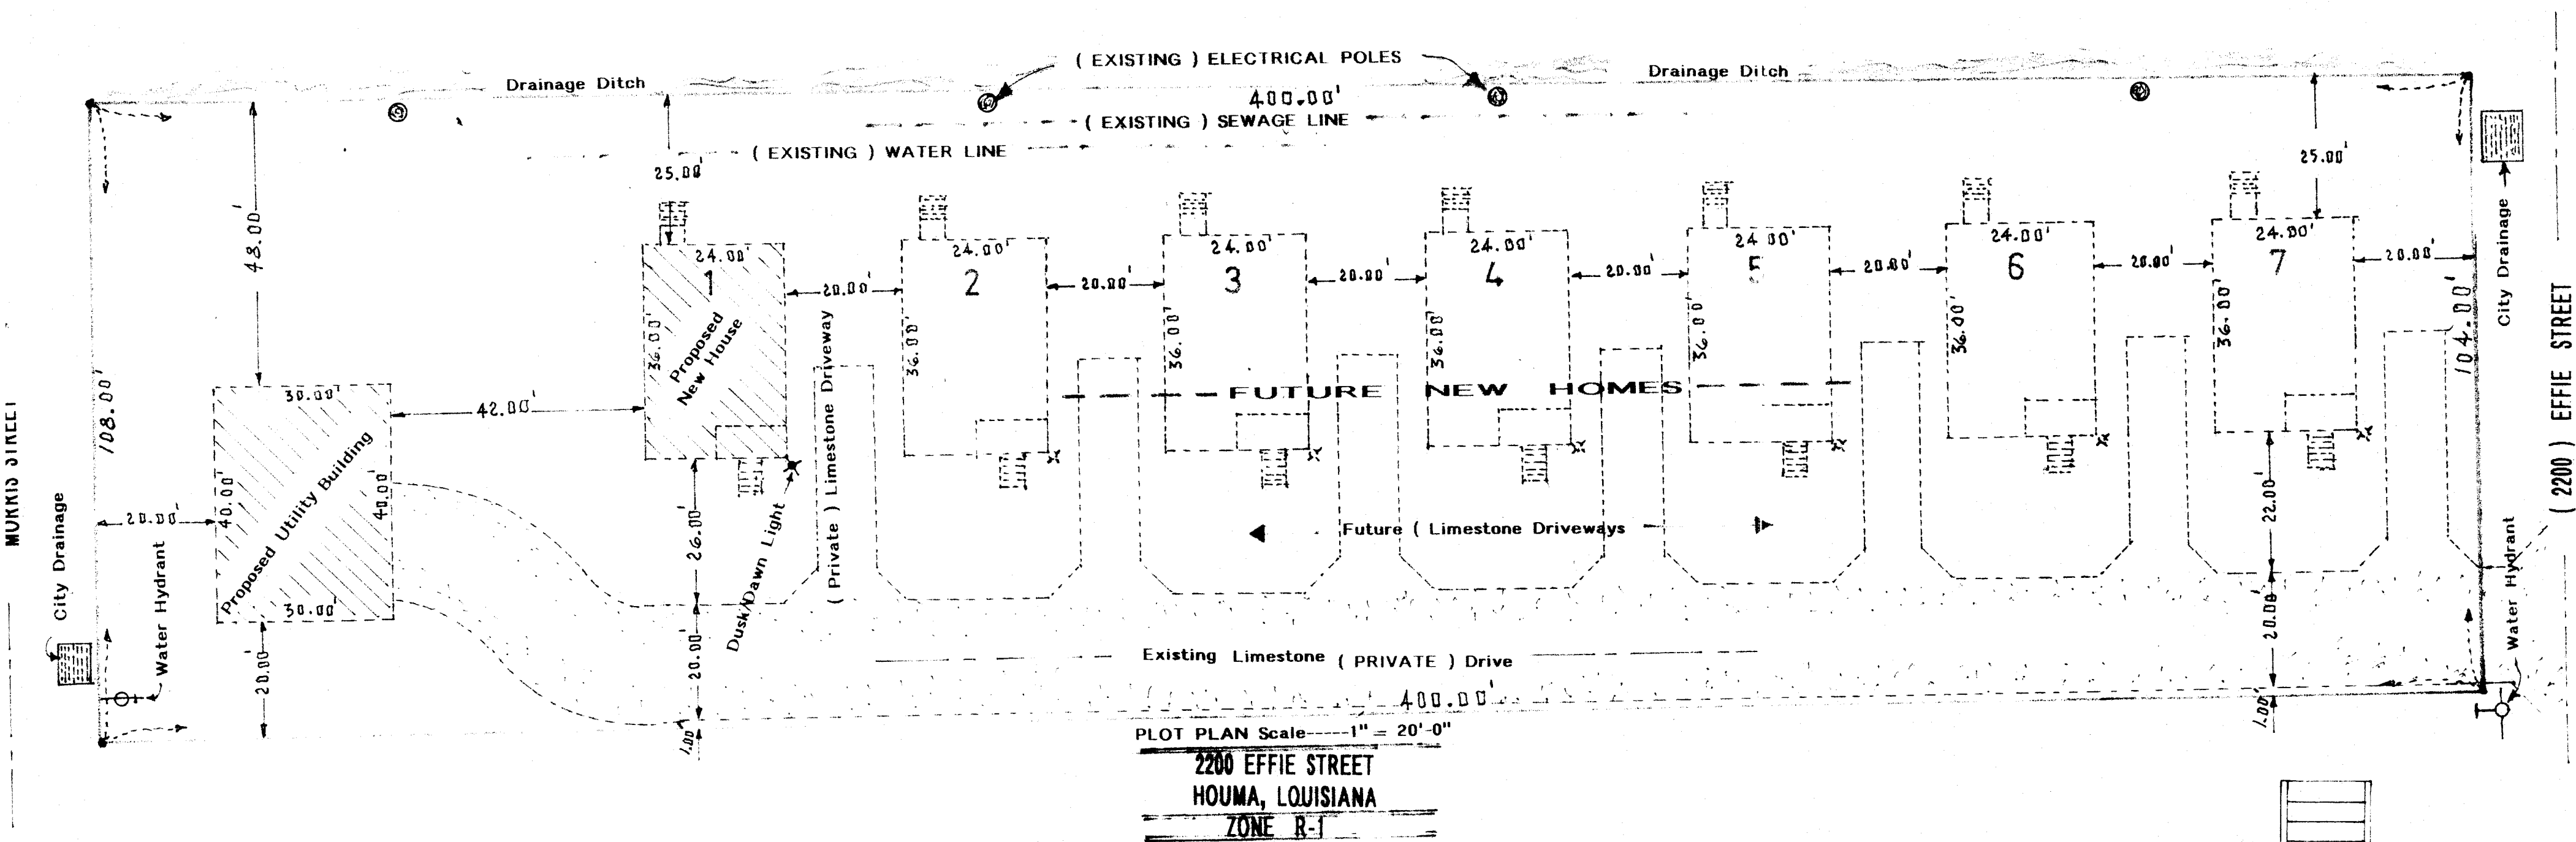 ( EXISTING ) ELECTRICAL POLES
Drainage Ditch
Drainage Ditch
400.00'
( EXISTING ) SEWAGE LINE
( EXISTING ) WATER LINE
25.00'
25.00'
48.00'
108.00'
104.00'
24.00'
1
Proposed
New House
36.00'
20.00'
24.00'
2
36.00'
20.00'
24.00'
3
36.00'
20.00'
24.00'
4
36.00'
20.00'
24.00'
5
36.00'
20.00'
24.00'
6
36.00'
20.00'
24.00'
7
36.00'
20.00'
City Drainage
( 2200 ) EFFIE STREET
FUTURE NEW HOMES
30.00'
40.00'
Proposed Utility Building
40.00'
30.00'
42.00'
20.00'
20.00'
City Drainage
Water Hydrant
26.00'
20.00'
1.00'
Dusk/Dawn Light
( Private ) Limestone Driveway
Future ( Limestone Driveways
22.00'
20.00'
1.00'
Water Hydrant
Existing Limestone ( PRIVATE ) Drive
400.00'
PLOT PLAN Scale-----1" = 20'-0"
2200 EFFIE STREET
HOUMA, LOUISIANA
ZONE R-1